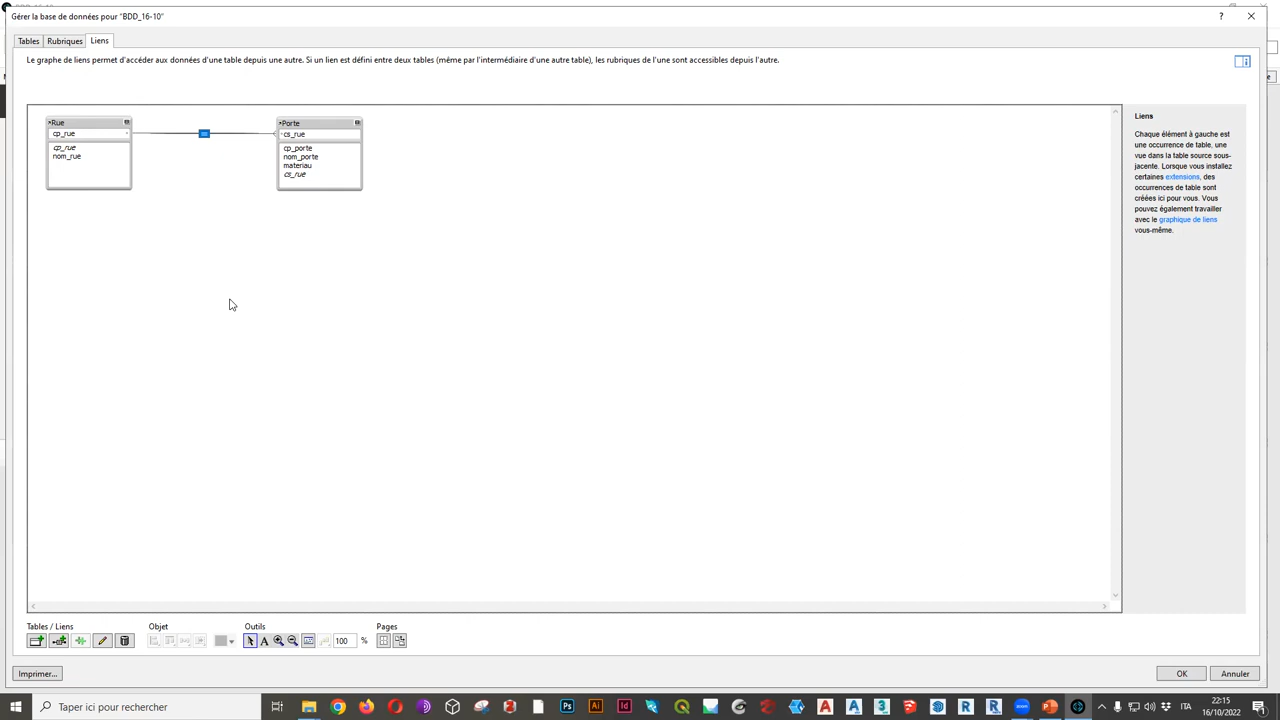 Gérer la base de données pour "BDD_16-10"
?
Tables
Rubriques
Liens
Le graphe de liens permet d'accéder aux données d'une table depuis une autre. Si un lien est défini entre deux tables (même par l'intermédiaire d'une autre table), les rubriques de l'une sont accessibles depuis l'autre.
Rue
cp_rue
cp_rue
nom_rue
Porte
cs_rue
cp_porte
nom_porte
materiau
cs_rue
Liens
Chaque élément à gauche est
une occurrence de table, une
vue dans la table source sous-
jacente. Lorsque vous installez
certaines extensions, des
occurrences de table sont
créées ici pour vous. Vous
pouvez également travailler
avec le graphique de liens
vous-même.
Tables / Liens
Objet
Outils
Pages
A
100
%
Imprimer...
OK
Annuler
Taper ici pour rechercher
ITA
22:15
16/10/2022